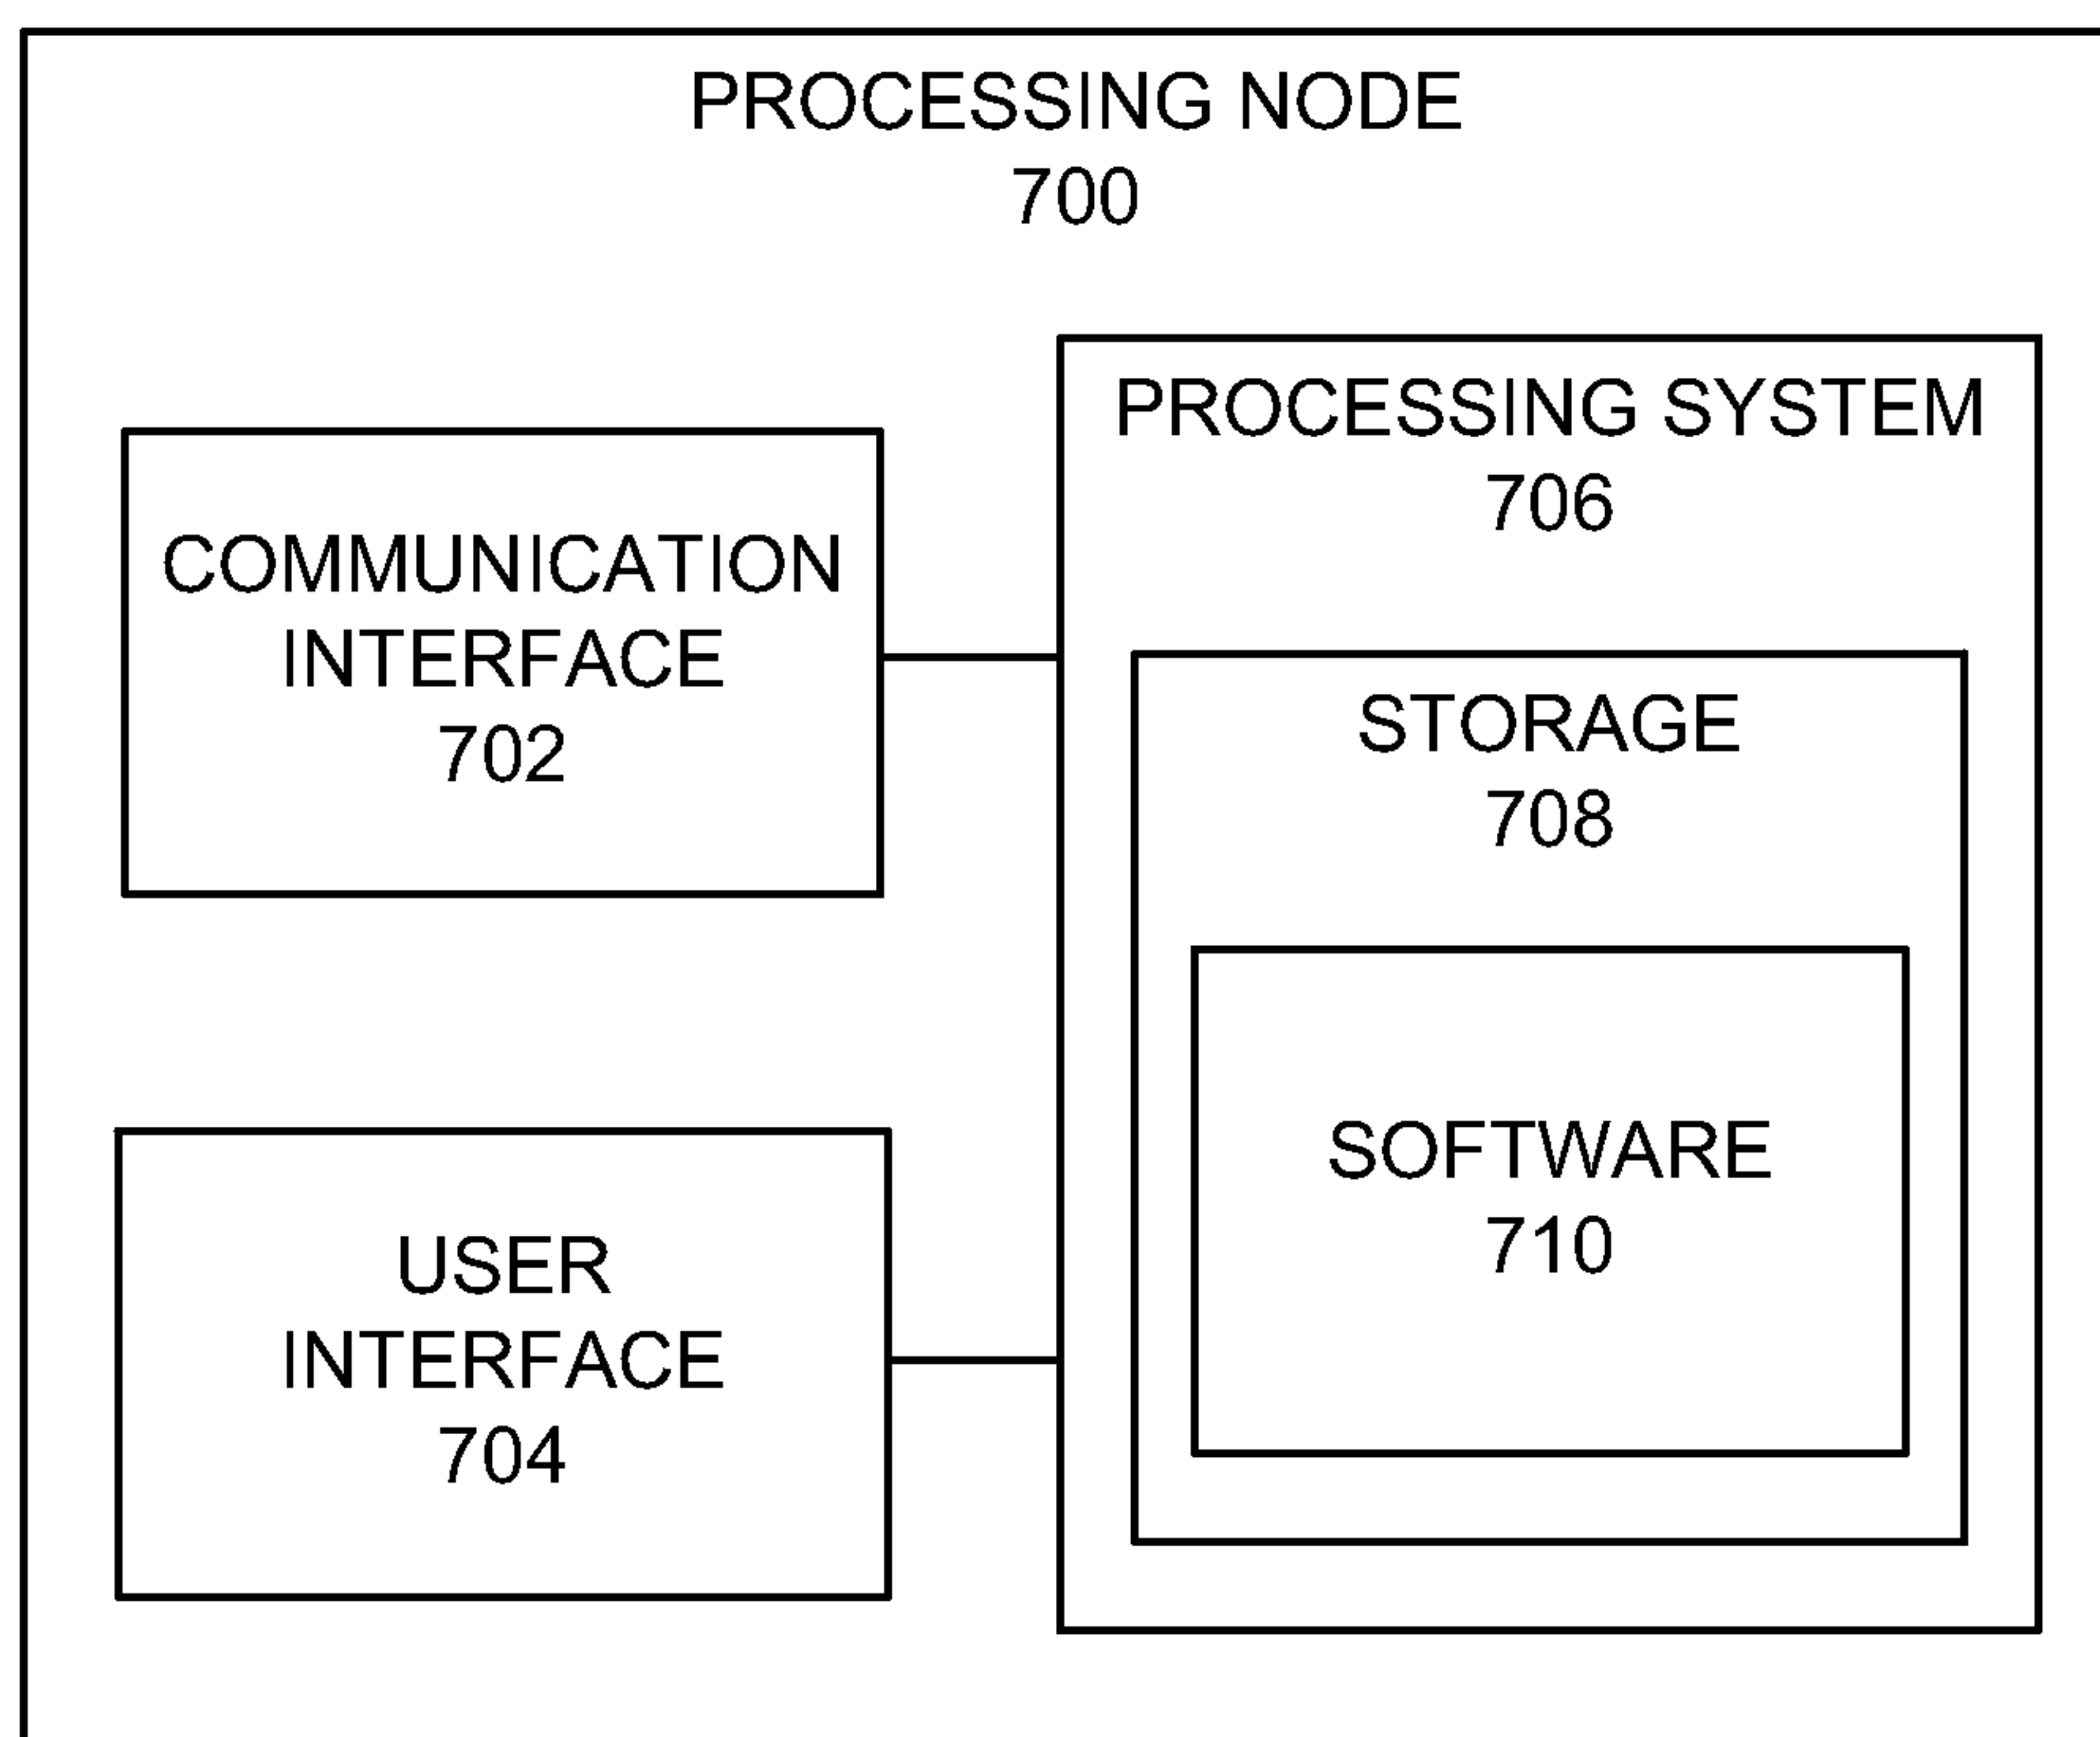 PROCESSING NODE
700
COMMUNICATION
INTERFACE
702
USER
INTERFACE
704
PROCESSING SYSTEM
706
STORAGE
708
SOFTWARE
710